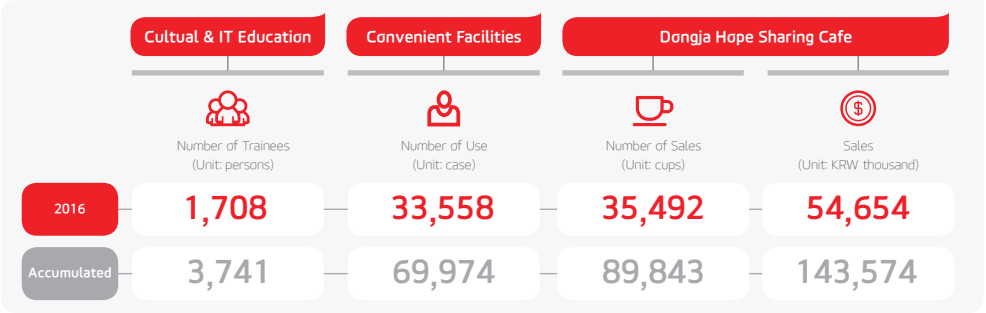 Cultual & IT Education
Convenient Facilities
Dongja Hope Sharing Cafe
$
Number of Trainees
(Unit: persons)
Number of Use
(Unit: case)
Number of Sales
(Unit: cups)
Sales
(Unit: KRW thousand)
2016
1,708
33,558
35,492
54,654
Accumulated
3,741
69,974
89,843
143,574